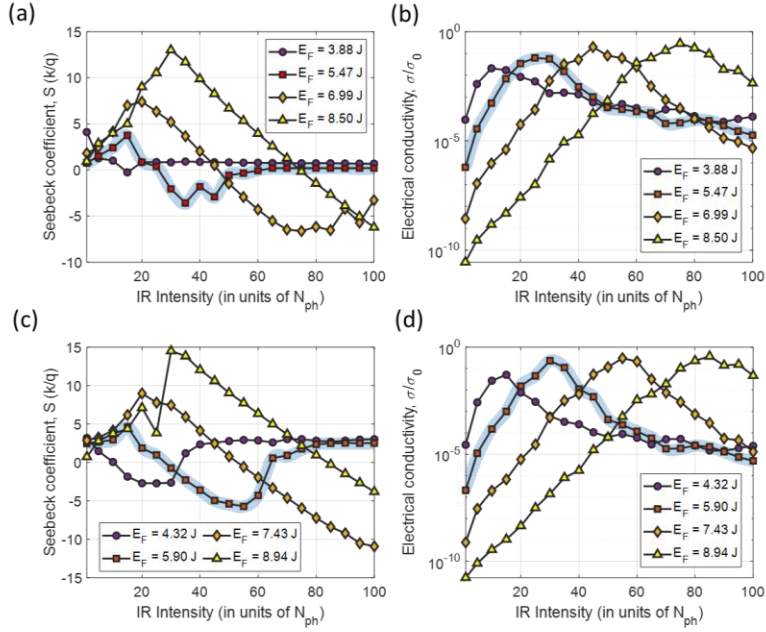 (a)
Seebeck coefficient, S (k/q)
15
10
5
0
-5
-10
20
40
60
80
100
IR Intensity (in units of N_ph)
E_F = 3.88 J
E_F = 5.47 J
E_F = 6.99 J
E_F = 8.50 J
(b)
Electrical conductivity, σ/σ_0
10^0
10^-5
10^-10
0
20
40
60
80
100
IR Intensity (in units of N_ph)
E_F = 3.88 J
E_F = 5.47 J
E_F = 6.99 J
E_F = 8.50 J
(c)
Seebeck coefficient, S (k/q)
15
10
5
0
-5
-10
-15
20
40
60
80
100
IR Intensity (in units of N_ph)
E_F = 4.32 J
E_F = 7.43 J
E_F = 5.90 J
E_F = 8.94 J
(d)
Electrical conductivity, σ/σ_0
10^0
10^-5
10^-10
0
20
40
60
80
100
IR Intensity (in units of N_ph)
E_F = 4.32 J
E_F = 5.90 J
E_F = 7.43 J
E_F = 8.94 J